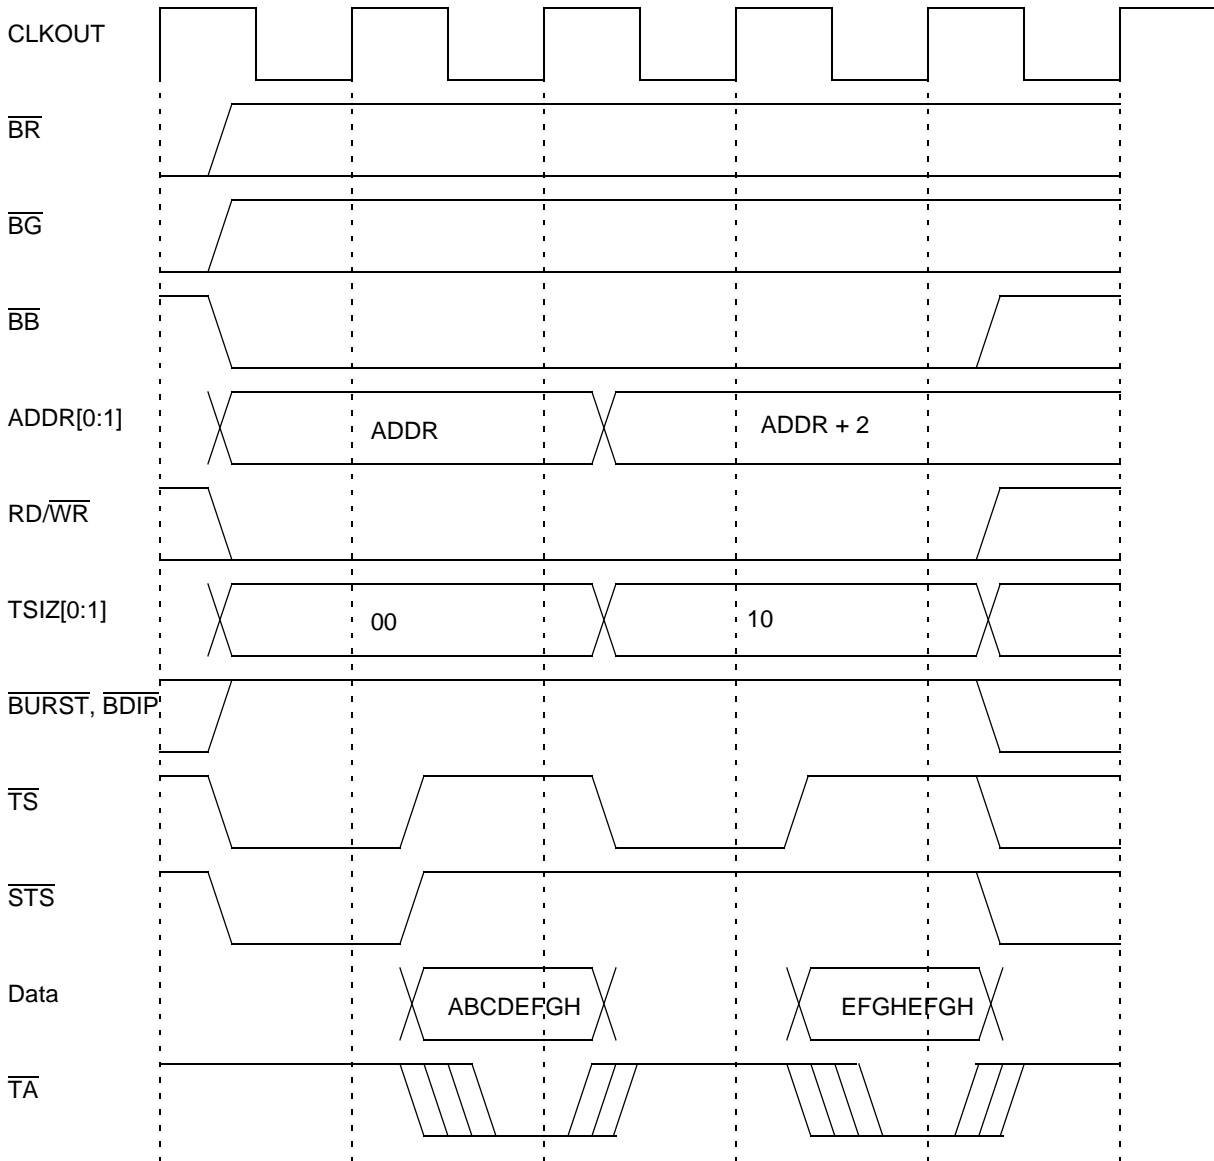 CLKOUT
BR
BG
BB
ADDR[0:1]
ADDR
ADDR + 2
RD/WR
TSIZ[0:1]
00
10
BURST, BDIP
TS
STS
Data
ABCDEFGH
EFGHEFGH
TA